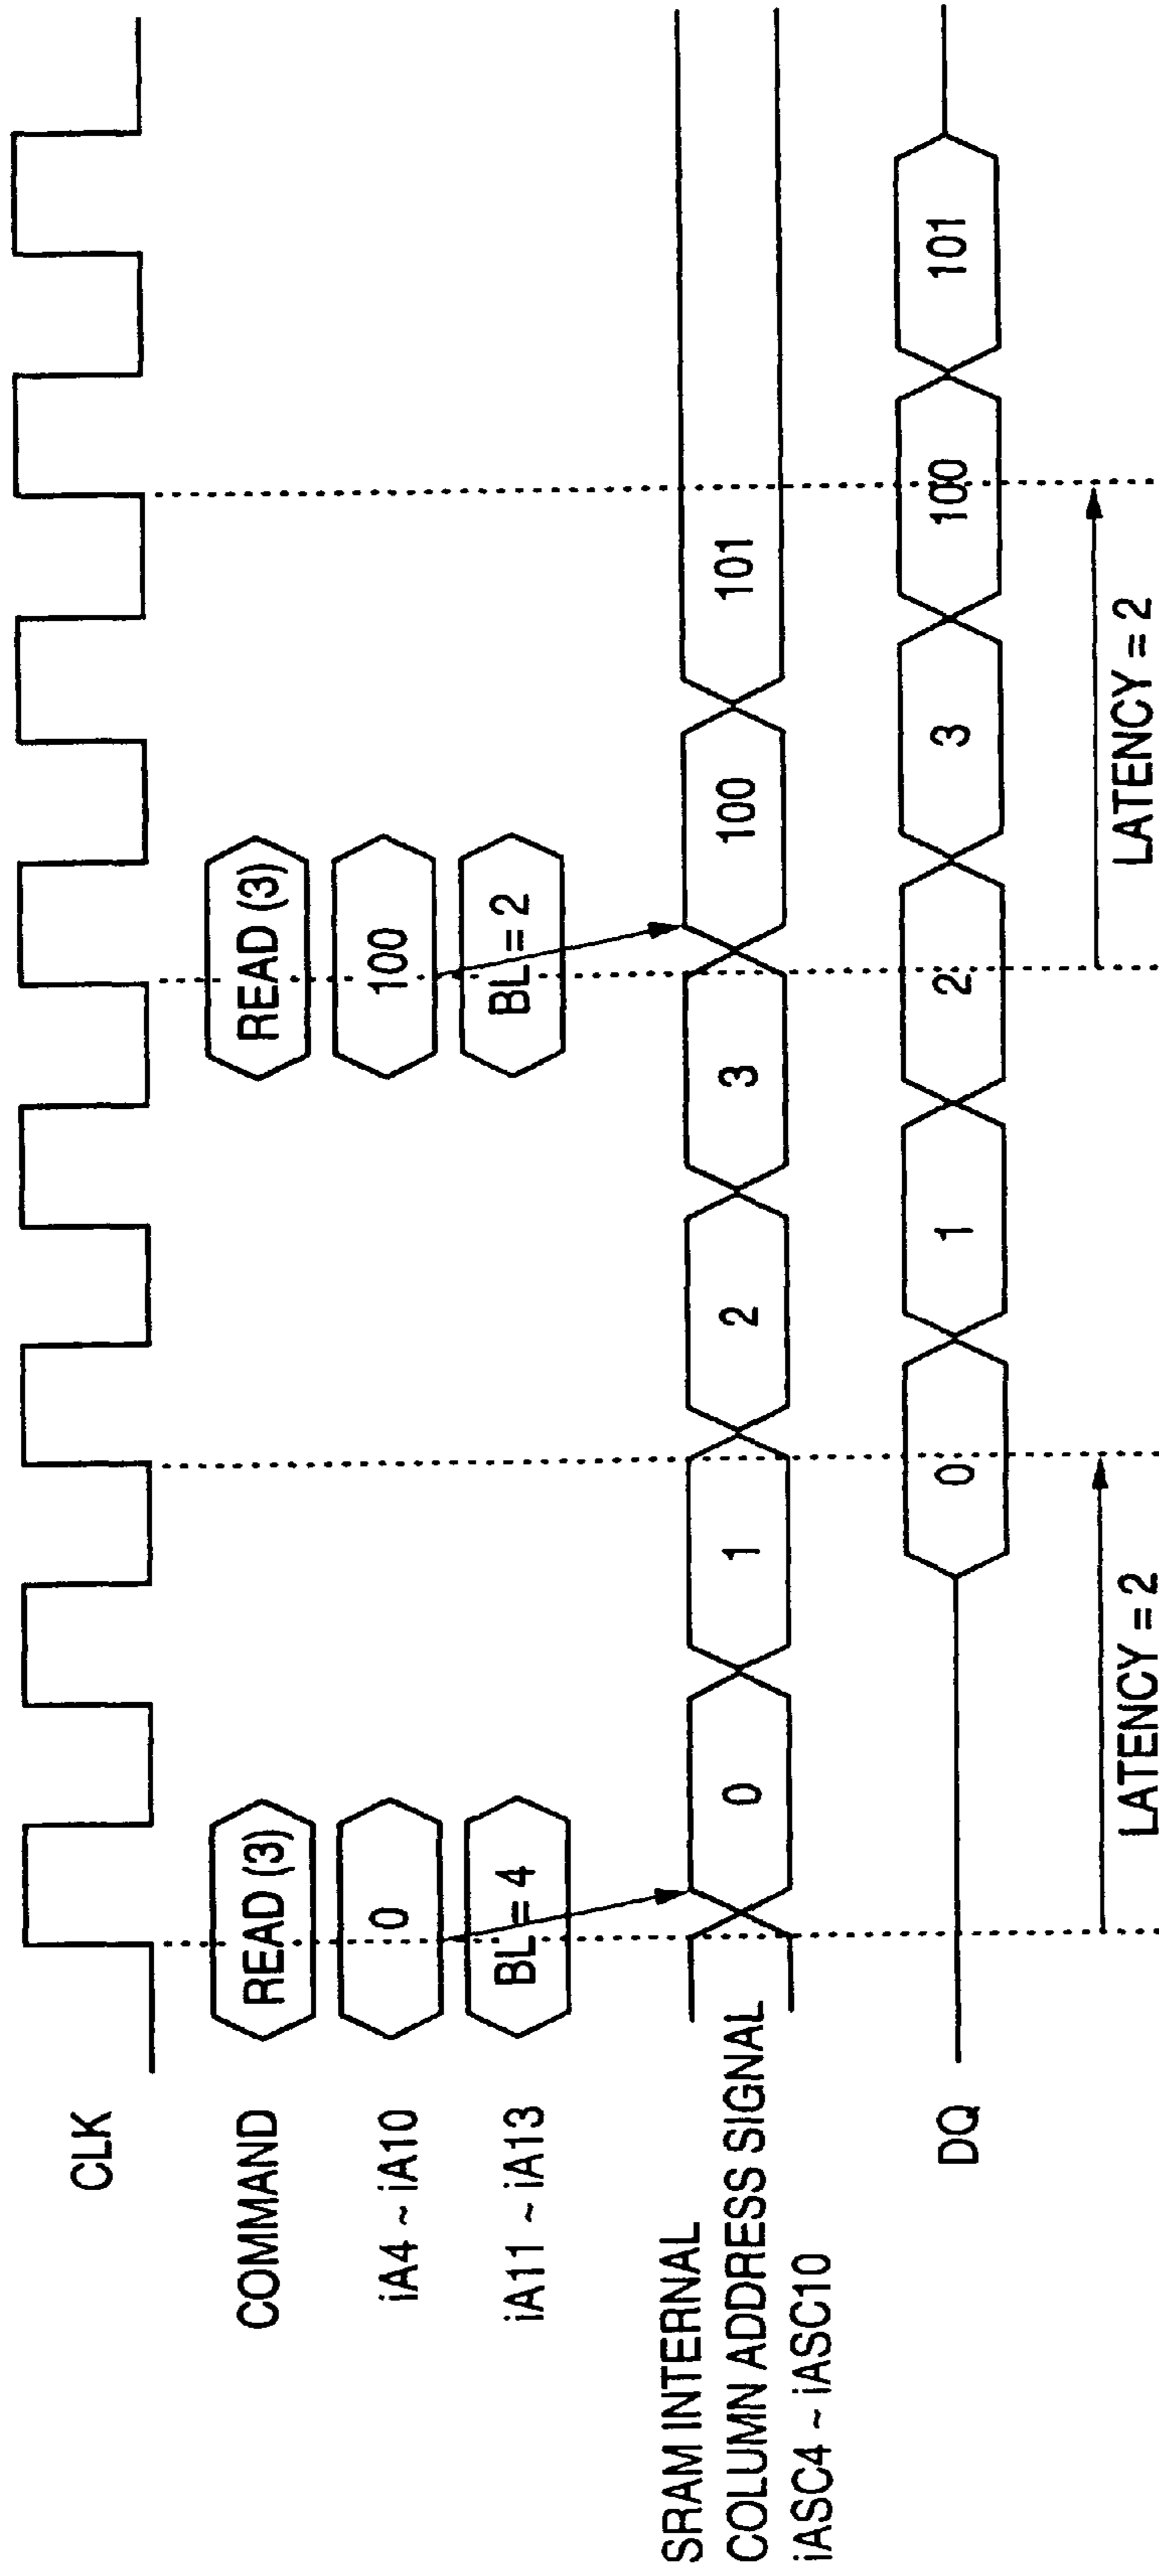 CLK
COMMAND
READ (3)
READ (3)
iA4 ~ iA10
0
100
iA11 ~ iA13
BL = 4
BL = 2
SRAM INTERNAL
COLUMN ADDRESS SIGNAL
iASC4 ~ iASC10
0
1
2
3
100
101
DQ
0
1
2
3
100
101
LATENCY = 2
LATENCY = 2